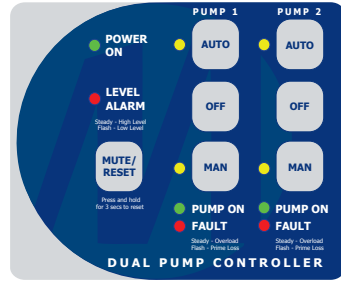 PUMP 1 PUMP 2
POWER
ON
AUTO AUTO
LEVEL
ALARM
Steady - High Level
Flash - Low Level
OFF OFF
MUTE/
RESET
MAN MAN
Press and hold
for 3 secs to reset
PUMP ON PUMP ON
FAULT FAULT
Steady - Overload Steady - Overload
Flash - Prime Loss Flash - Prime Loss
DUAL PUMP CONTROLLER